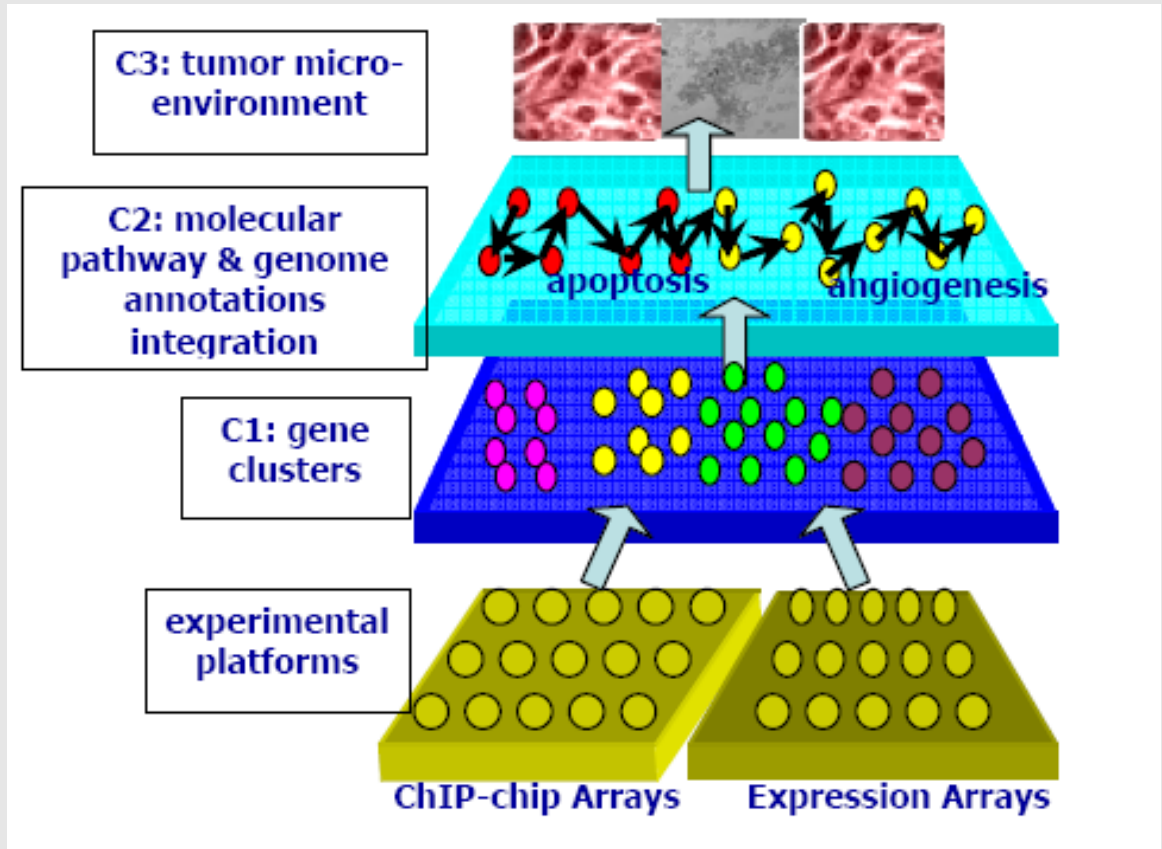 C3: tumor micro-
environment
C2: molecular
pathway & genome
annotations
integration
apoptosis
angiogenesis
C1: gene
clusters
experimental
platforms
ChIP-chip Arrays
Expression Arrays